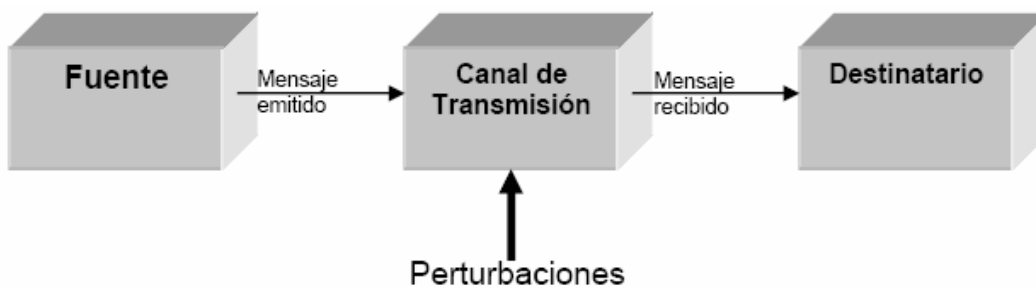 Fuente
Mensaje
emitido
Canal de
Transmisión
Mensaje
recibido
Destinatario
Perturbaciones